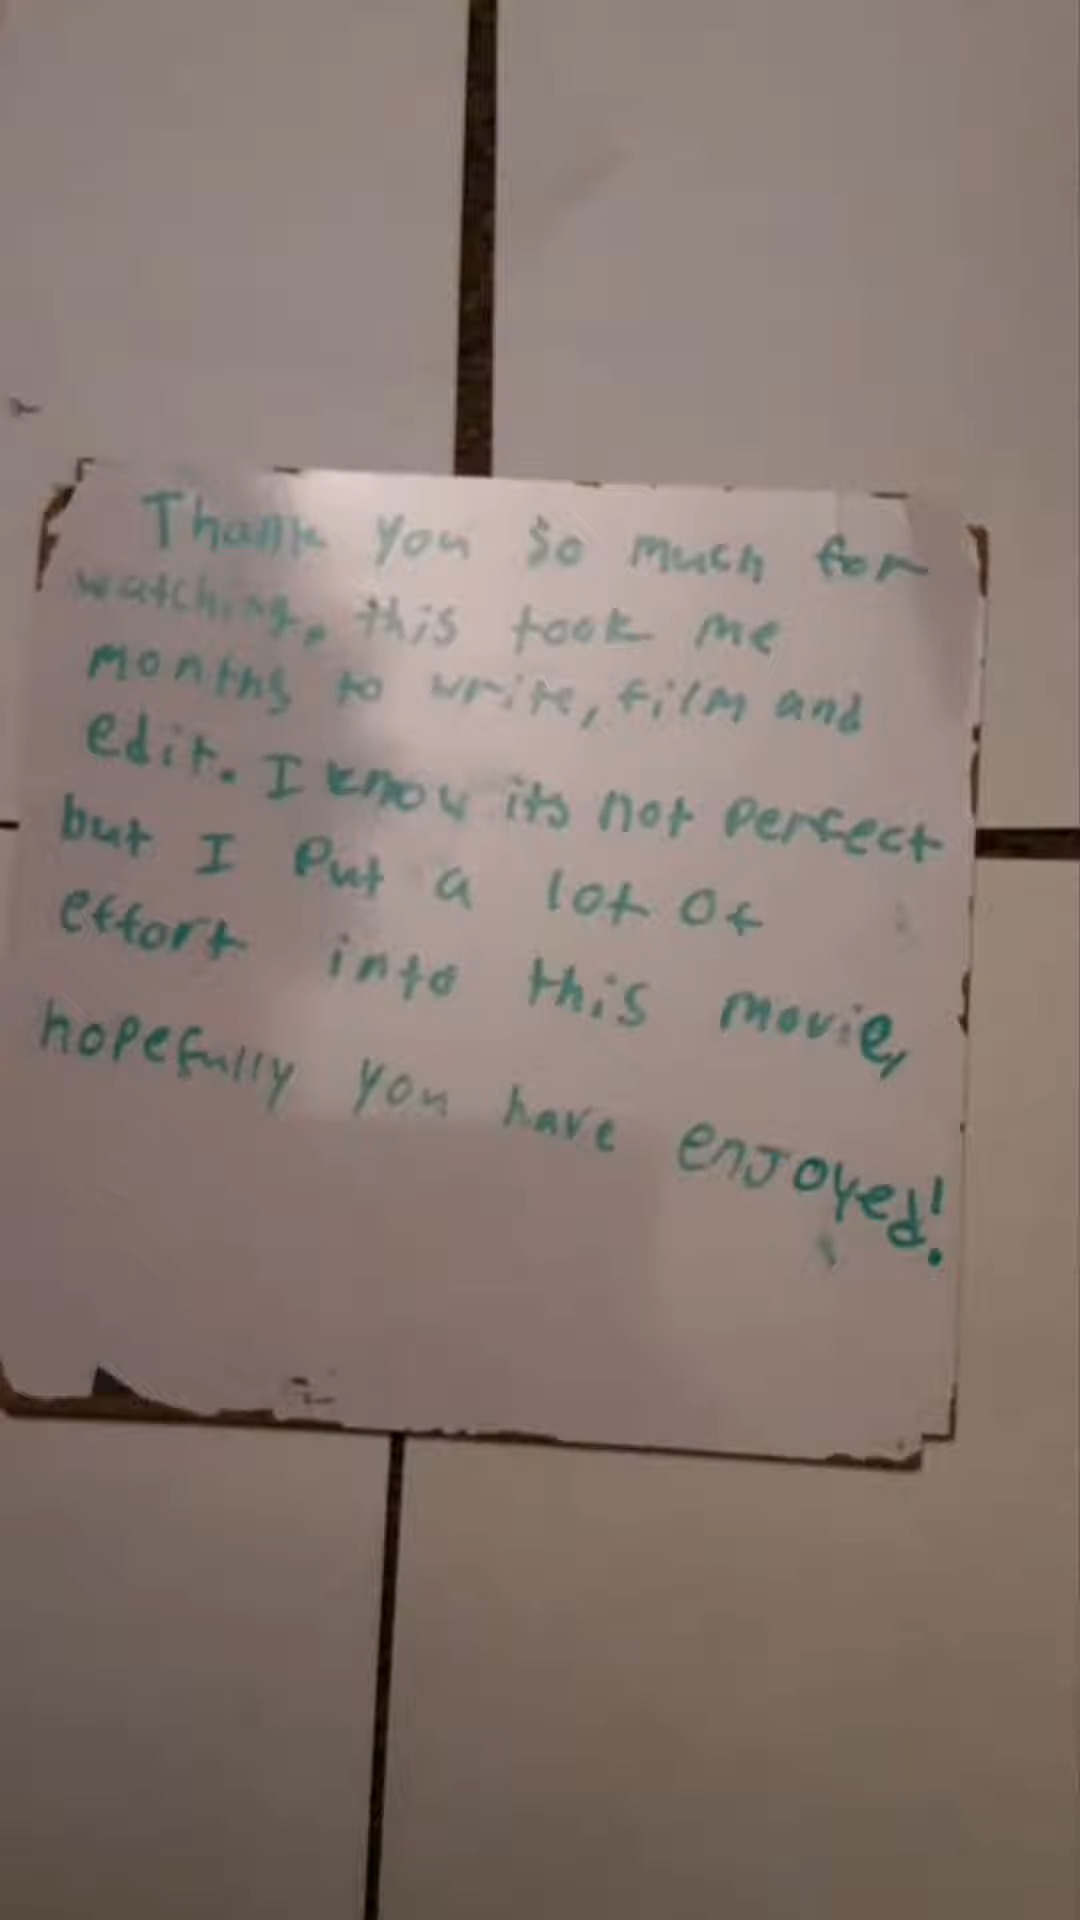 Thank you so much for
watching, this took me
months to write, film and
edit. I know its not perfect
but I Put a lot of
effort into this movie,
hopefully you have enjoyed!